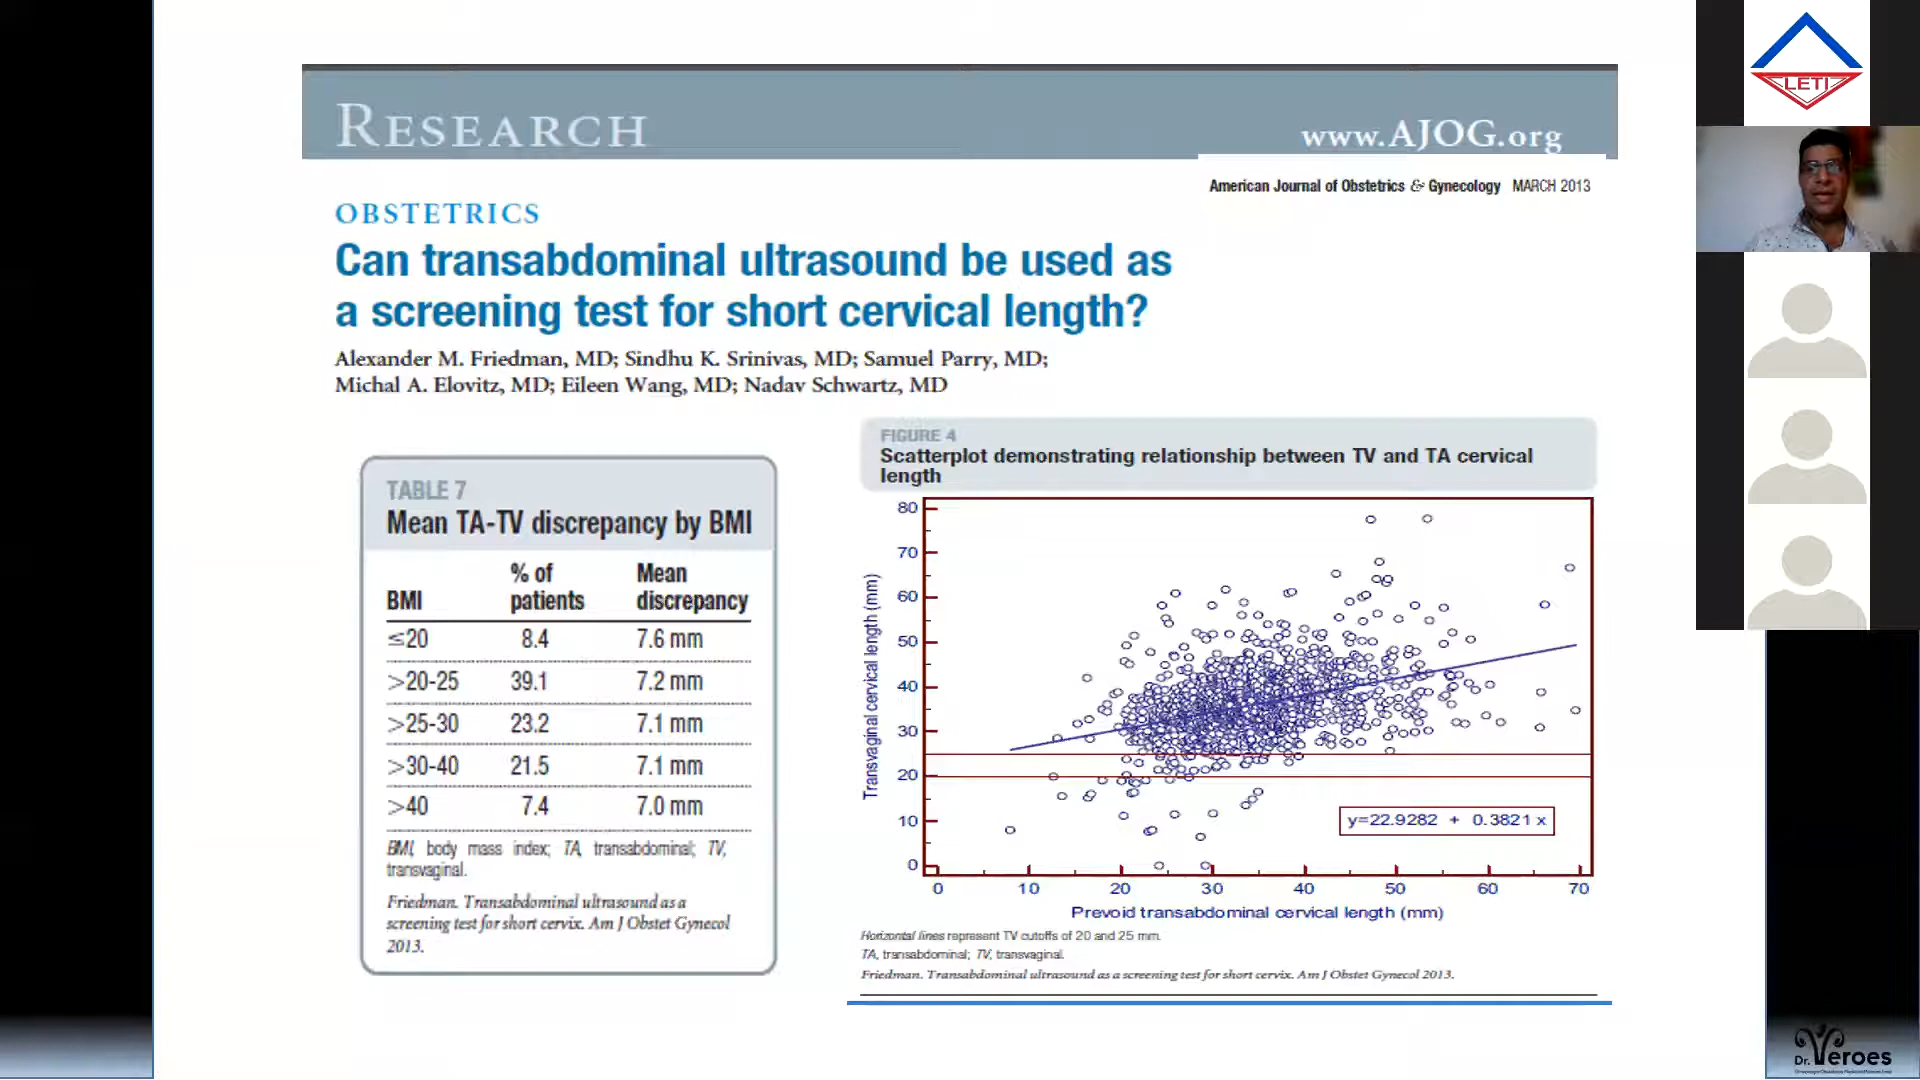 RESEARCH
www.AJOG.org
American Journal of Obstetrics & Gynecology MARCH 2013
OBSTETRICS
Can transabdominal ultrasound be used as
a screening test for short cervical length?
Alexander M. Friedman, MD; Sindhu K. Srinivas, MD; Samuel Parry, MD;
Michal A. Elovitz, MD; Eileen Wang, MD; Nadav Schwartz, MD
TABLE 7
Mean TA-TV discrepancy by BMI
BMI % of patients Mean discrepancy
≤20 8.4 7.6 mm
>20-25 39.1 7.2 mm
>25-30 23.2 7.1 mm
>30-40 21.5 7.1 mm
>40 7.4 7.0 mm
BMI, body mass index; TA, transabdominal; TV,
transvaginal.
Friedman. Transabdominal ultrasound as a
screening test for short cervix. Am J Obstet Gynecol
2013.
FIGURE 4
Scatterplot demonstrating relationship between TV and TA cervical
length
Transvaginal cervical length (mm)
80
70
60
50
40
30
20
10
0
y=22.9282 + 0.3821 x
0 10 20 30 40 50 60 70
Prevoid transabdominal cervical length (mm)
Horizontal lines represent TV cutoffs of 20 and 25 mm.
TA, transabdominal; TV, transvaginal.
Friedman. Transabdominal ultrasound as a screening test for short cervix. Am J Obstet Gynecol 2013.
LETI
Dr. Veroes